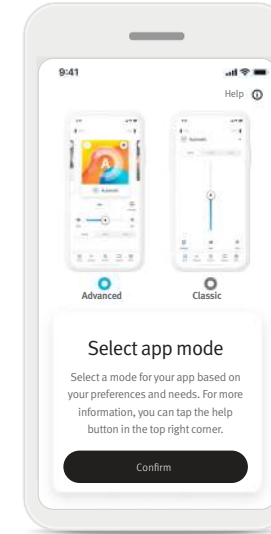 9:41
Help
A
Automatic
Advanced
Classic
Select app mode
Select a mode for your app based on
your preferences and needs. For more
information, you can tap the help
button in the top right corner.
Confirm